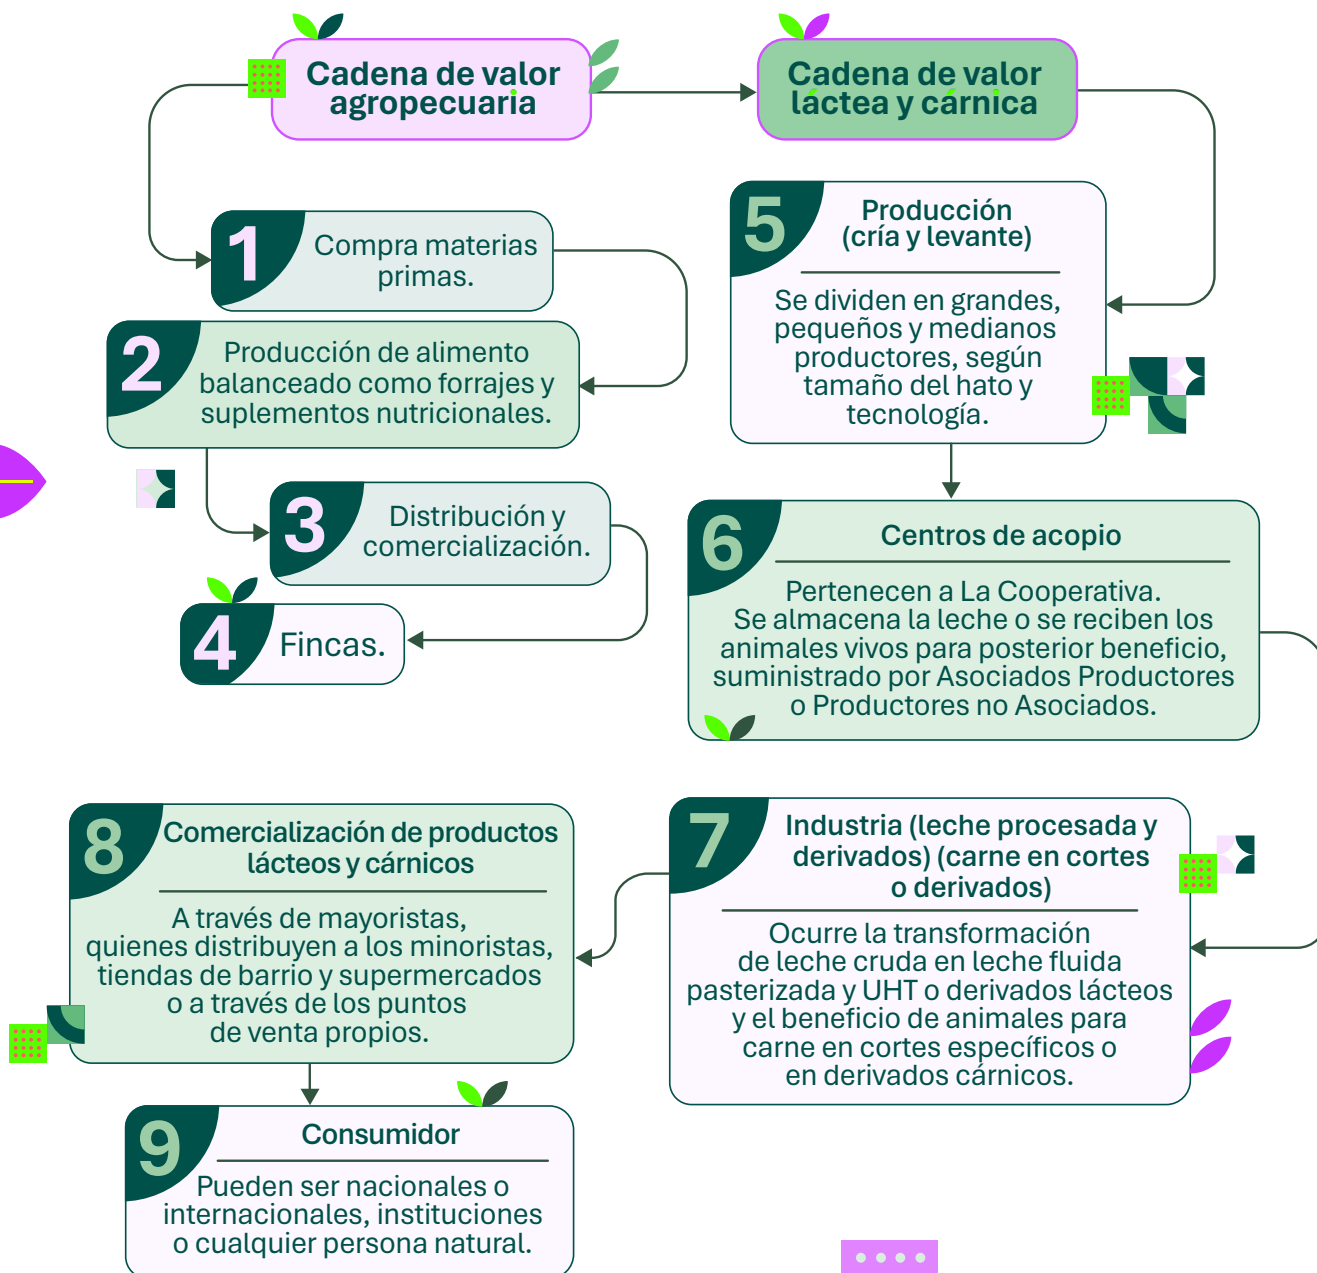 Cadena de valor
agropecuaria
Cadena de valor
láctea y cárnica
1
Compra materias
primas.
2
Producción de alimento
balanceado como forrajes y
suplementos nutricionales.
3
Distribución y
comercialización.
4
Fincas.
5
Producción
(cría y levante)
Se dividen en grandes,
pequeños y medianos
productores, según
tamaño del hato y
tecnología.
6
Centros de acopio
Pertenecen a La Cooperativa.
Se almacena la leche o se reciben los
animales vivos para posterior beneficio,
suministrado por Asociados Productores
o Productores no Asociados.
7
Industria (leche procesada y
derivados) (carne en cortes
o derivados)
Ocurre la transformación
de leche cruda en leche fluida
pasterizada y UHT o derivados lácteos
y el beneficio de animales para
carne en cortes específicos o
en derivados cárnicos.
8
Comercialización de productos
lácteos y cárnicos
A través de mayoristas,
quienes distribuyen a los minoristas,
tiendas de barrio y supermercados
o a través de los puntos
de venta propios.
9
Consumidor
Pueden ser nacionales o
internacionales, instituciones
o cualquier persona natural.